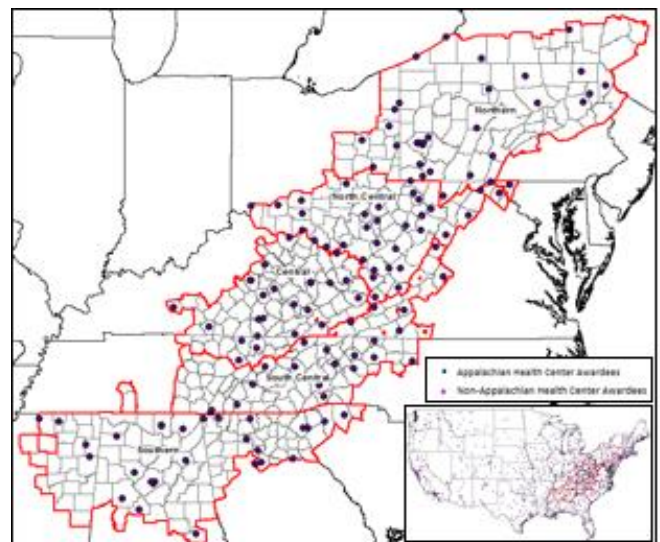 Northern
North Central
Central
South Central
Southern
Appalachian Health Center Awardees
Non-Appalachian Health Center Awardees